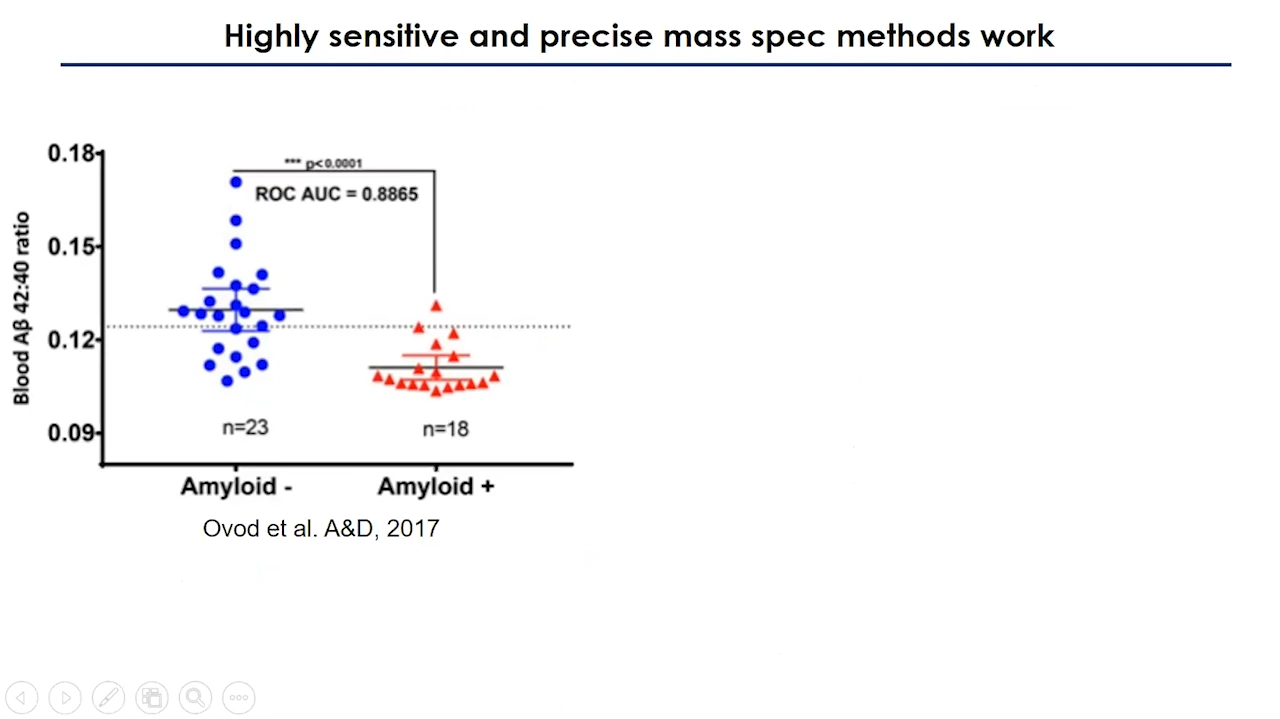 Highly sensitive and precise mass spec methods work
0.18
*** p<0.0001
ROC AUC = 0.8865
0.15
Blood Aβ 42:40 ratio
0.12
0.09
n=23
n=18
Amyloid -
Amyloid +
Ovod et al. A&D, 2017